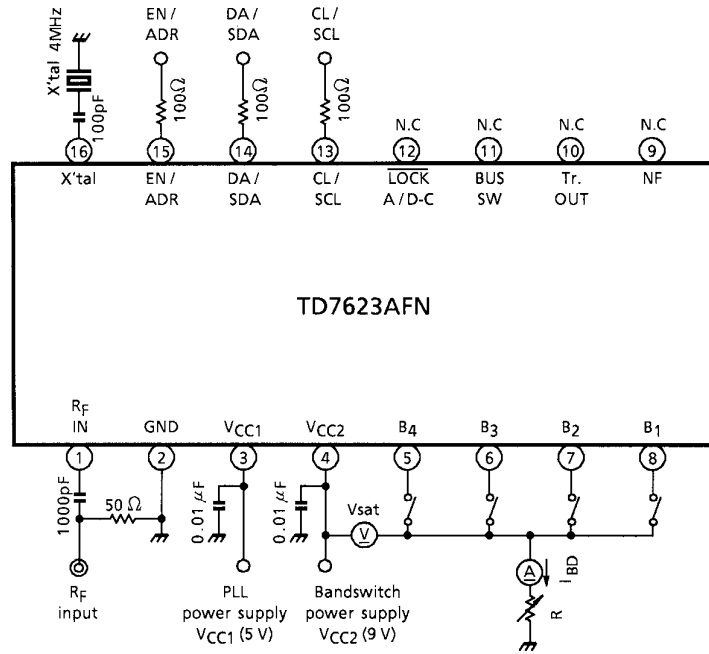 X'tal 4MHz
100pF
EN /
ADR
100Ω
DA /
SDA
100Ω
CL /
SCL
100Ω
N.C
N.C
N.C
N.C
16
15
14
13
12
11
10
9
X'tal
EN /
ADR
DA /
SDA
CL /
SCL
LOCK
A / D-C
BUS
SW
Tr.
OUT
NF
TD7623AFN
RF
IN
GND
VCC1
VCC2
B4
B3
B2
B1
1
2
3
4
5
6
7
8
1000pF
50 Ω
0.01 μF
0.01 μF
Vsat
V
A
IBD
R
RF
input
PLL
power supply
VCC1 (5 V)
Bandswitch
power supply
VCC2 (9 V)